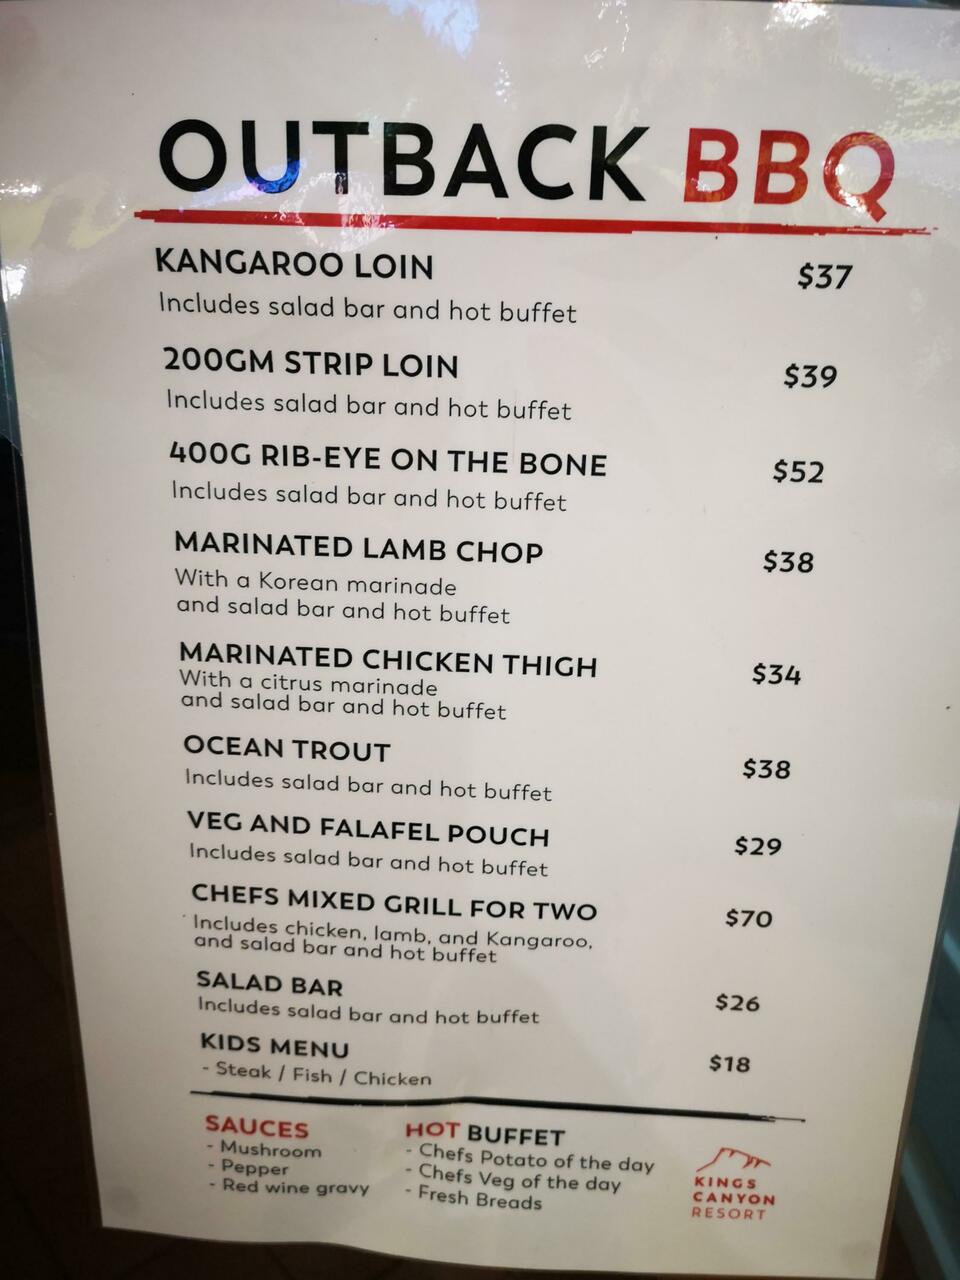 OUTBACK BBQ
KANGAROO LOIN $37
Includes salad bar and hot buffet
200GM STRIP LOIN $39
Includes salad bar and hot buffet
400G RIB-EYE ON THE BONE $52
Includes salad bar and hot buffet
MARINATED LAMB CHOP $38
With a Korean marinade
and salad bar and hot buffet
MARINATED CHICKEN THIGH $34
With a citrus marinade
and salad bar and hot buffet
OCEAN TROUT $38
Includes salad bar and hot buffet
VEG AND FALAFEL POUCH $29
Includes salad bar and hot buffet
CHEFS MIXED GRILL FOR TWO $70
Includes chicken, lamb, and Kangaroo,
and salad bar and hot buffet
SALAD BAR $26
Includes salad bar and hot buffet
KIDS MENU $18
- Steak / Fish / Chicken
SAUCES
- Mushroom
- Pepper
- Red wine gravy
HOT BUFFET
- Chefs Potato of the day
- Chefs Veg of the day
- Fresh Breads
KINGS
CANYON
RESORT